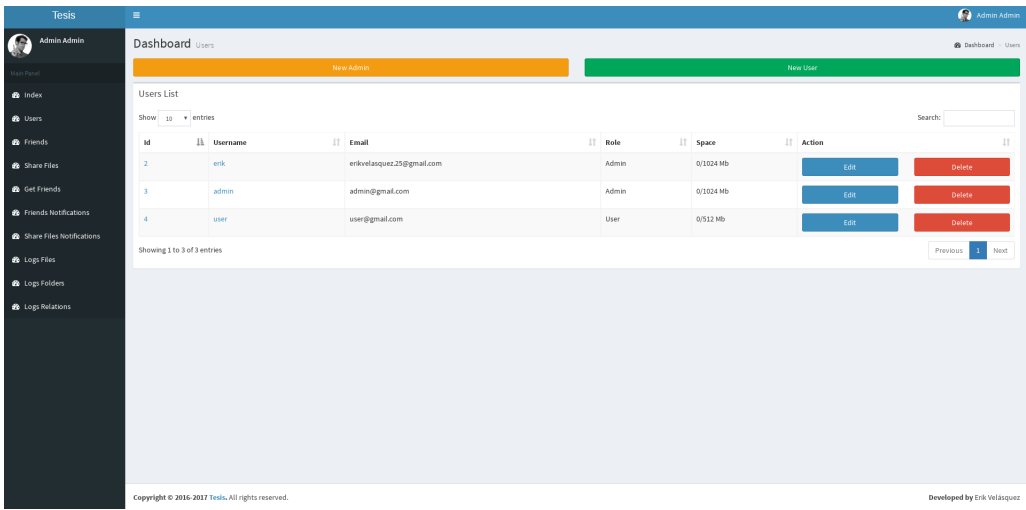 Tesis
Admin Admin
Admin Admin
Main Panel
Index
Users
Friends
Share Files
Get Friends
Friends Notifications
Share Files Notifications
Logs Files
Logs Folders
Logs Relations
Dashboard Users
Dashboard > Users
New Admin
New User
Users List
Show 10 entries
Search:
Id Username Email Role Space Action
2 erik erikvelasquez.25@gmail.com Admin 0/1024 Mb Edit Delete
3 admin admin@gmail.com Admin 0/1024 Mb Edit Delete
4 user user@gmail.com User 0/512 Mb Edit Delete
Showing 1 to 3 of 3 entries
Previous 1 Next
Copyright © 2016-2017 Tesis. All rights reserved.
Developed by Erik Velásquez